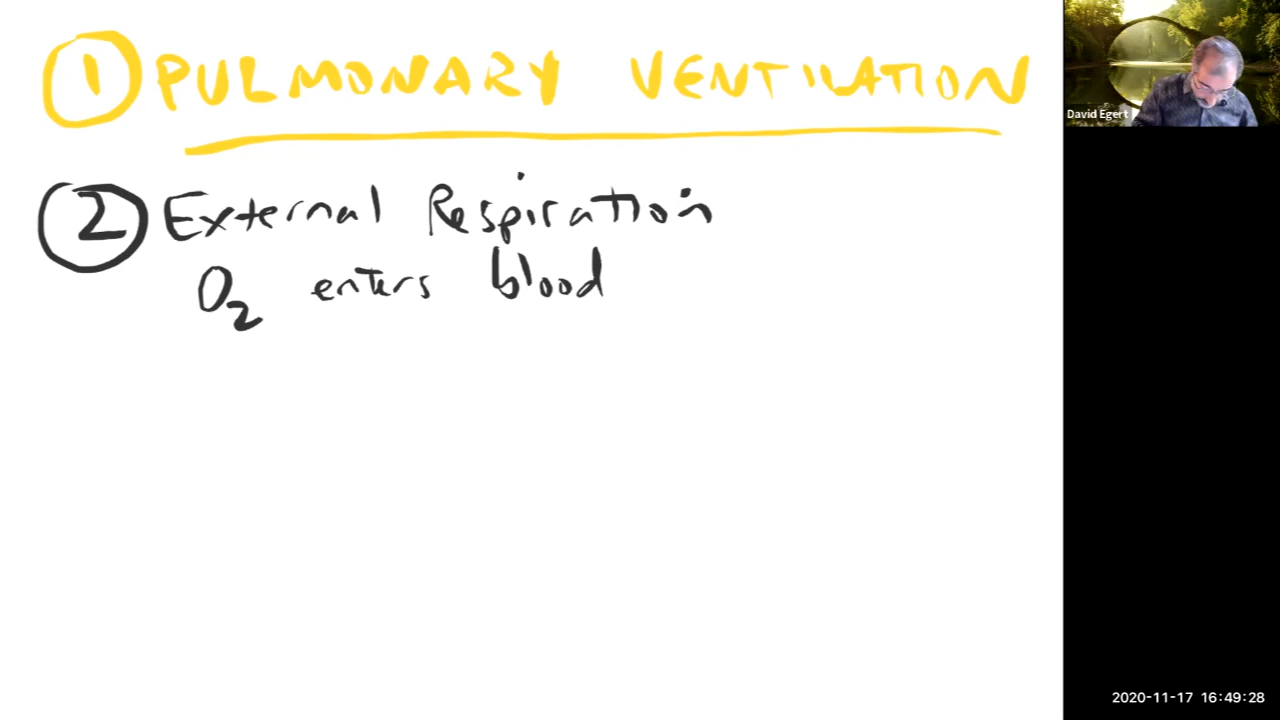 1 PULMONARY VENTILATION
2 External Respiration
O2 enters blood
David Egert
2020-11-17 16:49:28